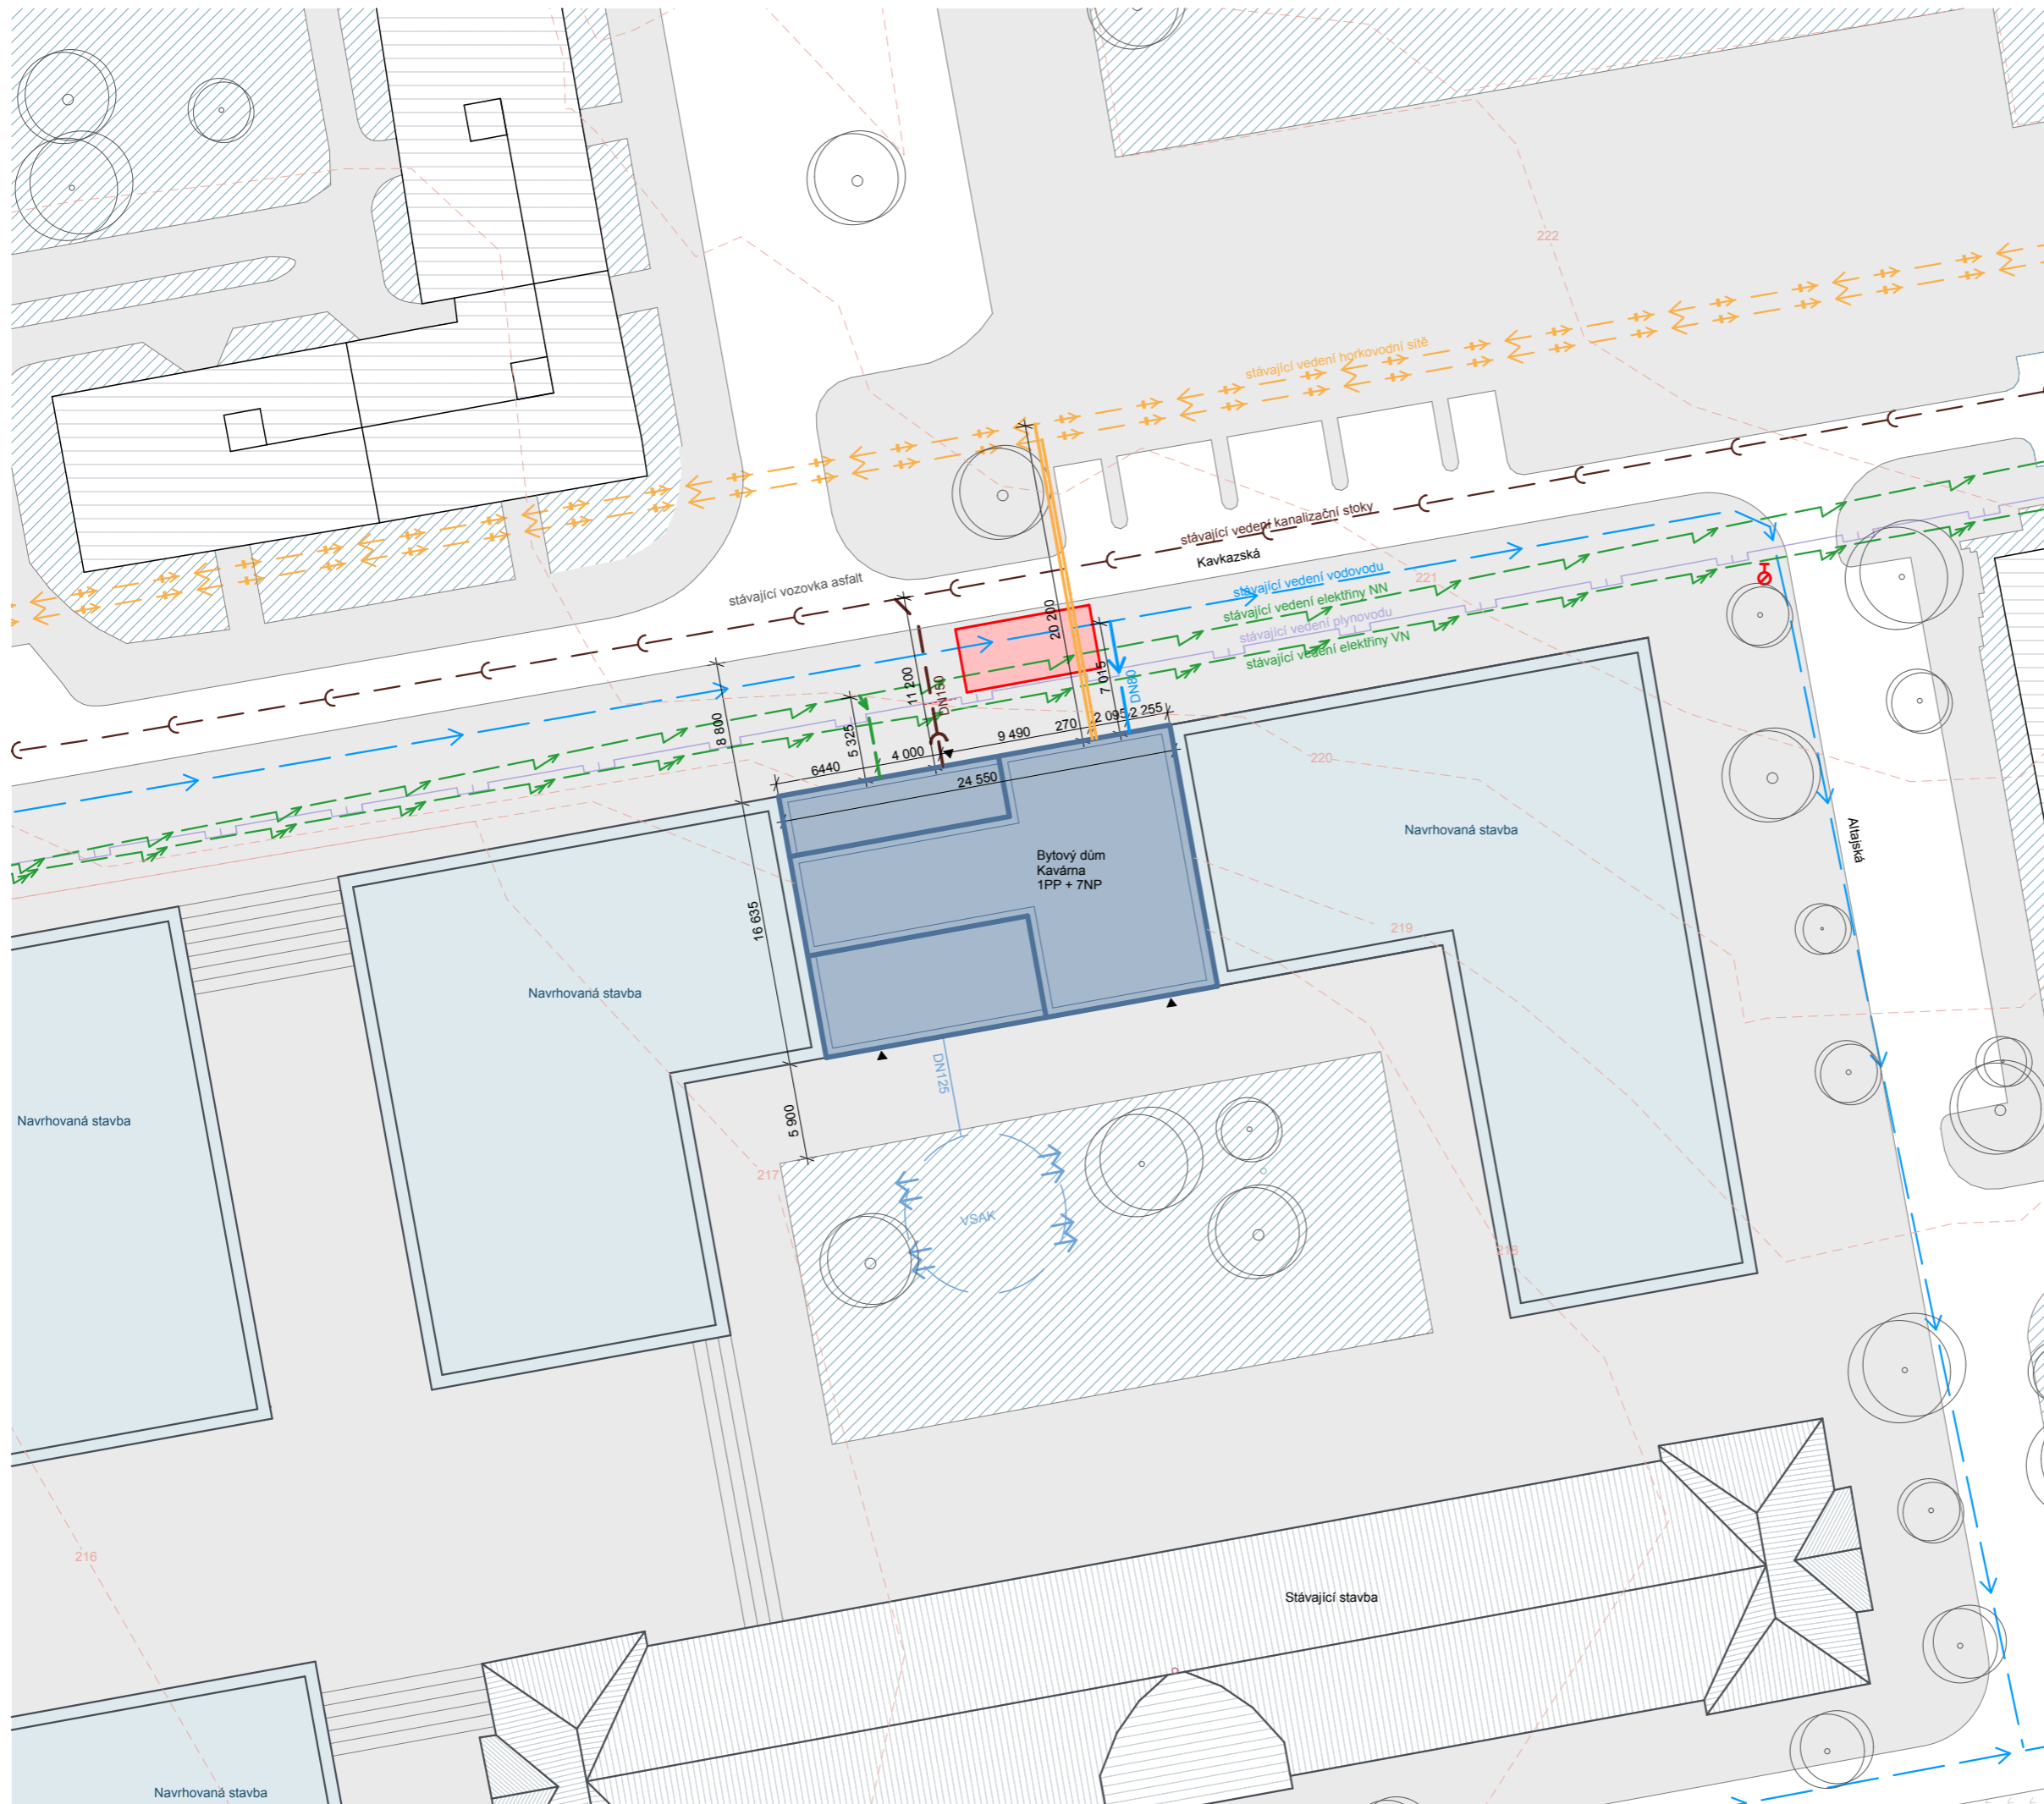 222
stávající vedení horkovodní sítě
stávající vedení kanalizační stoky
Kavkazská
stávající vozovka asfalt
stávající vedení vodovodu
221
stávající vedení elektřiny NN
stávající vedení plynovodu
stávající vedení elektřiny VN
20 200
11 200
DN150
7 015
DN80
8 800
5 325
6440
4 000
9 490
270
2 095
2 255
24 550
220
Navrhovaná stavba
Altajská
Bytový dům
Kavárna
1PP + 7NP
16 635
219
Navrhovaná stavba
DN125
Navrhovaná stavba
5 900
217
VSAK
218
216
Stávající stavba
Navrhovaná stavba